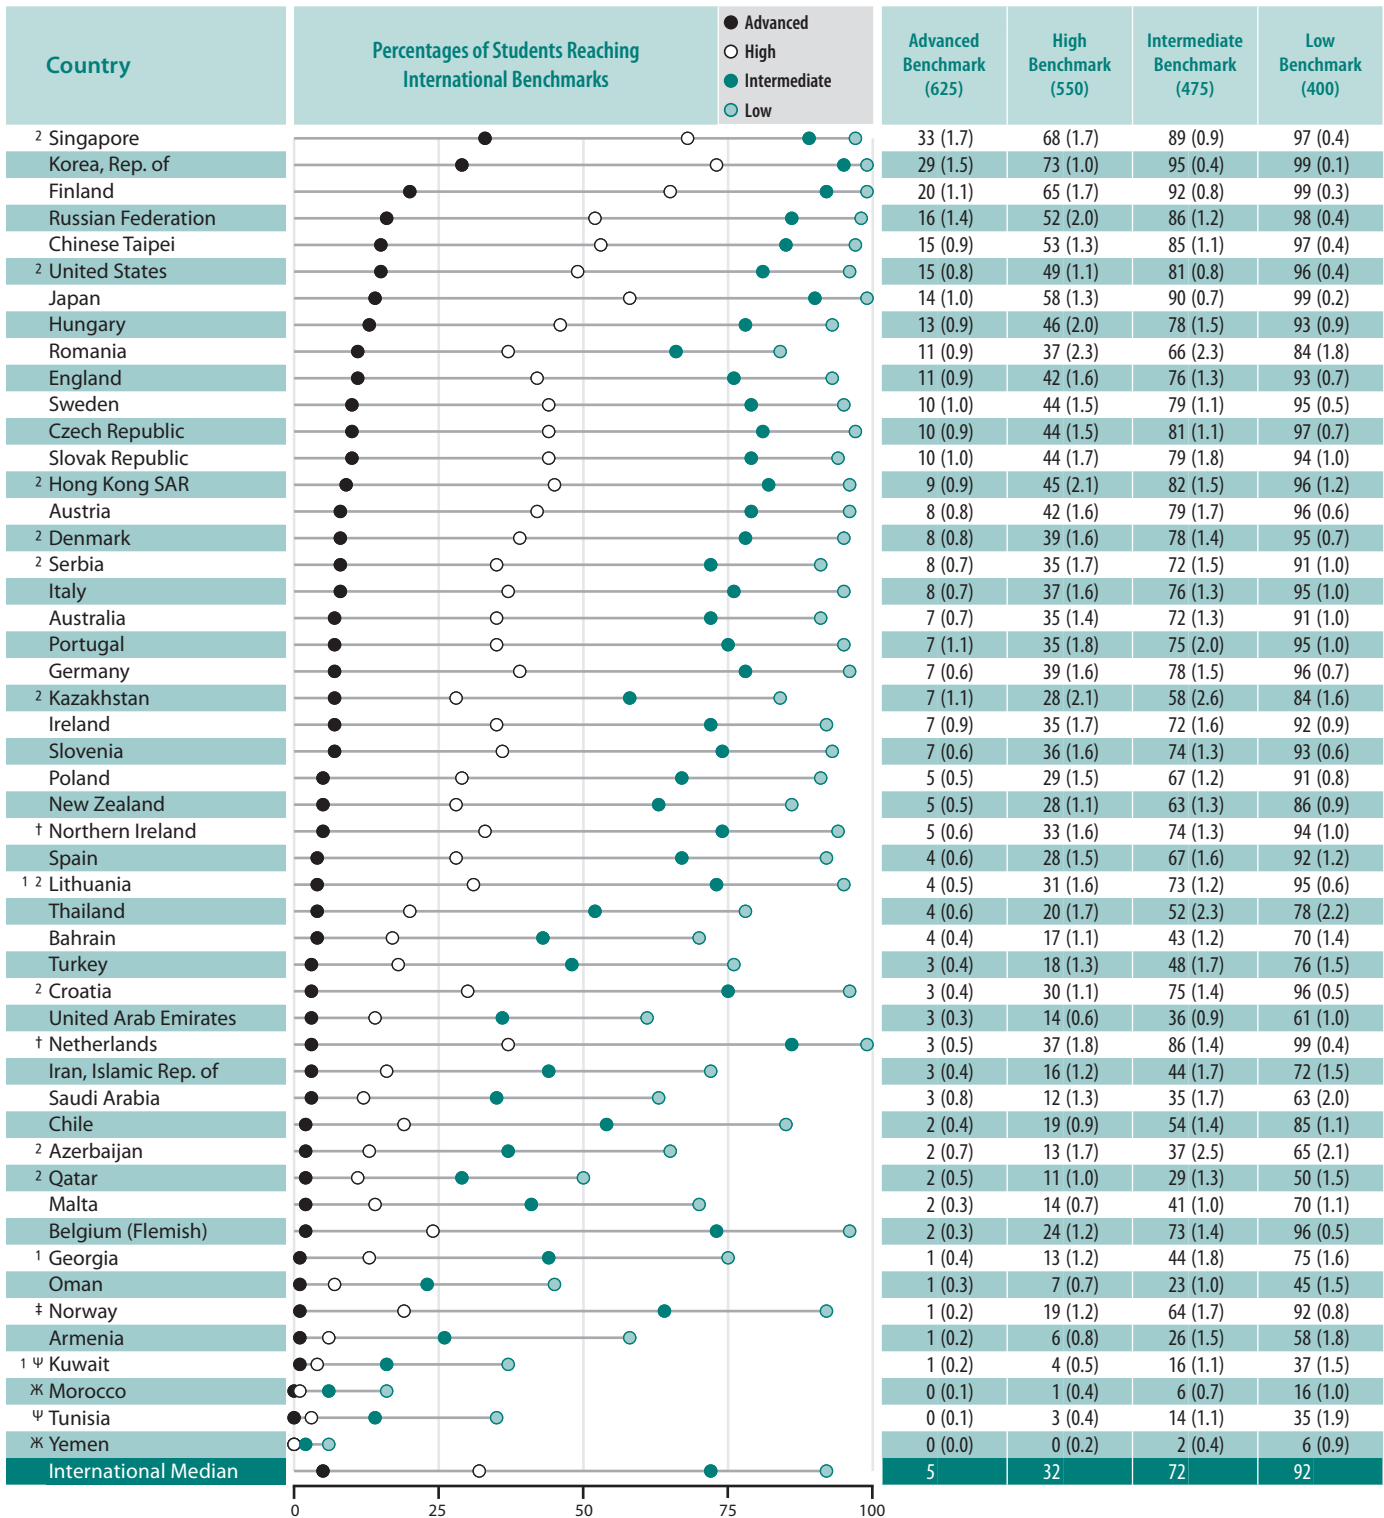 Country
Percentages of Students Reaching
International Benchmarks
Advanced
High
Intermediate
Low
Advanced Benchmark (625)
High Benchmark (550)
Intermediate Benchmark (475)
Low Benchmark (400)
2 Singapore 33 (1.7) 68 (1.7) 89 (0.9) 97 (0.4)
Korea, Rep. of 29 (1.5) 73 (1.0) 95 (0.4) 99 (0.1)
Finland 20 (1.1) 65 (1.7) 92 (0.8) 99 (0.3)
Russian Federation 16 (1.4) 52 (2.0) 86 (1.2) 98 (0.4)
Chinese Taipei 15 (0.9) 53 (1.3) 85 (1.1) 97 (0.4)
2 United States 15 (0.8) 49 (1.1) 81 (0.8) 96 (0.4)
Japan 14 (1.0) 58 (1.3) 90 (0.7) 99 (0.2)
Hungary 13 (0.9) 46 (2.0) 78 (1.5) 93 (0.9)
Romania 11 (0.9) 37 (2.3) 66 (2.3) 84 (1.8)
England 11 (0.9) 42 (1.6) 76 (1.3) 93 (0.7)
Sweden 10 (1.0) 44 (1.5) 79 (1.1) 95 (0.5)
Czech Republic 10 (0.9) 44 (1.5) 81 (1.1) 97 (0.7)
Slovak Republic 10 (1.0) 44 (1.7) 79 (1.8) 94 (1.0)
2 Hong Kong SAR 9 (0.9) 45 (2.1) 82 (1.5) 96 (1.2)
Austria 8 (0.8) 42 (1.6) 79 (1.7) 96 (0.6)
2 Denmark 8 (0.8) 39 (1.6) 78 (1.4) 95 (0.7)
2 Serbia 8 (0.7) 35 (1.7) 72 (1.5) 91 (1.0)
Italy 8 (0.7) 37 (1.6) 76 (1.3) 95 (1.0)
Australia 7 (0.7) 35 (1.4) 72 (1.3) 91 (1.0)
Portugal 7 (1.1) 35 (1.8) 75 (2.0) 95 (1.0)
Germany 7 (0.6) 39 (1.6) 78 (1.5) 96 (0.7)
2 Kazakhstan 7 (1.1) 28 (2.1) 58 (2.6) 84 (1.6)
Ireland 7 (0.9) 35 (1.7) 72 (1.6) 92 (0.9)
Slovenia 7 (0.6) 36 (1.6) 74 (1.3) 93 (0.6)
Poland 5 (0.5) 29 (1.5) 67 (1.2) 91 (0.8)
New Zealand 5 (0.5) 28 (1.1) 63 (1.3) 86 (0.9)
† Northern Ireland 5 (0.6) 33 (1.6) 74 (1.3) 94 (1.0)
Spain 4 (0.6) 28 (1.5) 67 (1.6) 92 (1.2)
1 2 Lithuania 4 (0.5) 31 (1.6) 73 (1.2) 95 (0.6)
Thailand 4 (0.6) 20 (1.7) 52 (2.3) 78 (2.2)
Bahrain 4 (0.4) 17 (1.1) 43 (1.2) 70 (1.4)
Turkey 3 (0.4) 18 (1.3) 48 (1.7) 76 (1.5)
2 Croatia 3 (0.4) 30 (1.1) 75 (1.4) 96 (0.5)
United Arab Emirates 3 (0.3) 14 (0.6) 36 (0.9) 61 (1.0)
† Netherlands 3 (0.5) 37 (1.8) 86 (1.4) 99 (0.4)
Iran, Islamic Rep. of 3 (0.4) 16 (1.2) 44 (1.7) 72 (1.5)
Saudi Arabia 3 (0.8) 12 (1.3) 35 (1.7) 63 (2.0)
Chile 2 (0.4) 19 (0.9) 54 (1.4) 85 (1.1)
2 Azerbaijan 2 (0.7) 13 (1.7) 37 (2.5) 65 (2.1)
2 Qatar 2 (0.5) 11 (1.0) 29 (1.3) 50 (1.5)
Malta 2 (0.3) 14 (0.7) 41 (1.0) 70 (1.1)
Belgium (Flemish) 2 (0.3) 24 (1.2) 73 (1.4) 96 (0.5)
1 Georgia 1 (0.4) 13 (1.2) 44 (1.8) 75 (1.6)
Oman 1 (0.3) 7 (0.7) 23 (1.0) 45 (1.5)
‡ Norway 1 (0.2) 19 (1.2) 64 (1.7) 92 (0.8)
Armenia 1 (0.2) 6 (0.8) 26 (1.5) 58 (1.8)
1 Ψ Kuwait 1 (0.2) 4 (0.5) 16 (1.1) 37 (1.5)
Ж Morocco 0 (0.1) 1 (0.4) 6 (0.7) 16 (1.0)
Ψ Tunisia 0 (0.1) 3 (0.4) 14 (1.1) 35 (1.9)
Ж Yemen 0 (0.0) 0 (0.2) 2 (0.4) 6 (0.9)
International Median 5 32 72 92
0 25 50 75 100